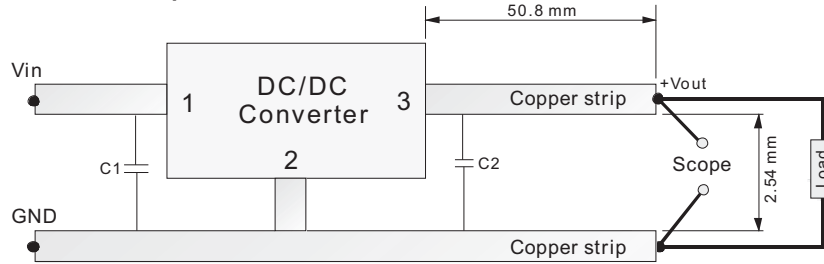 50.8 mm
Vin
+Vout
1
DC/DC
Converter
3
Copper strip
2
C1
C2
Scope
2.54 mm
Load
GND
Copper strip